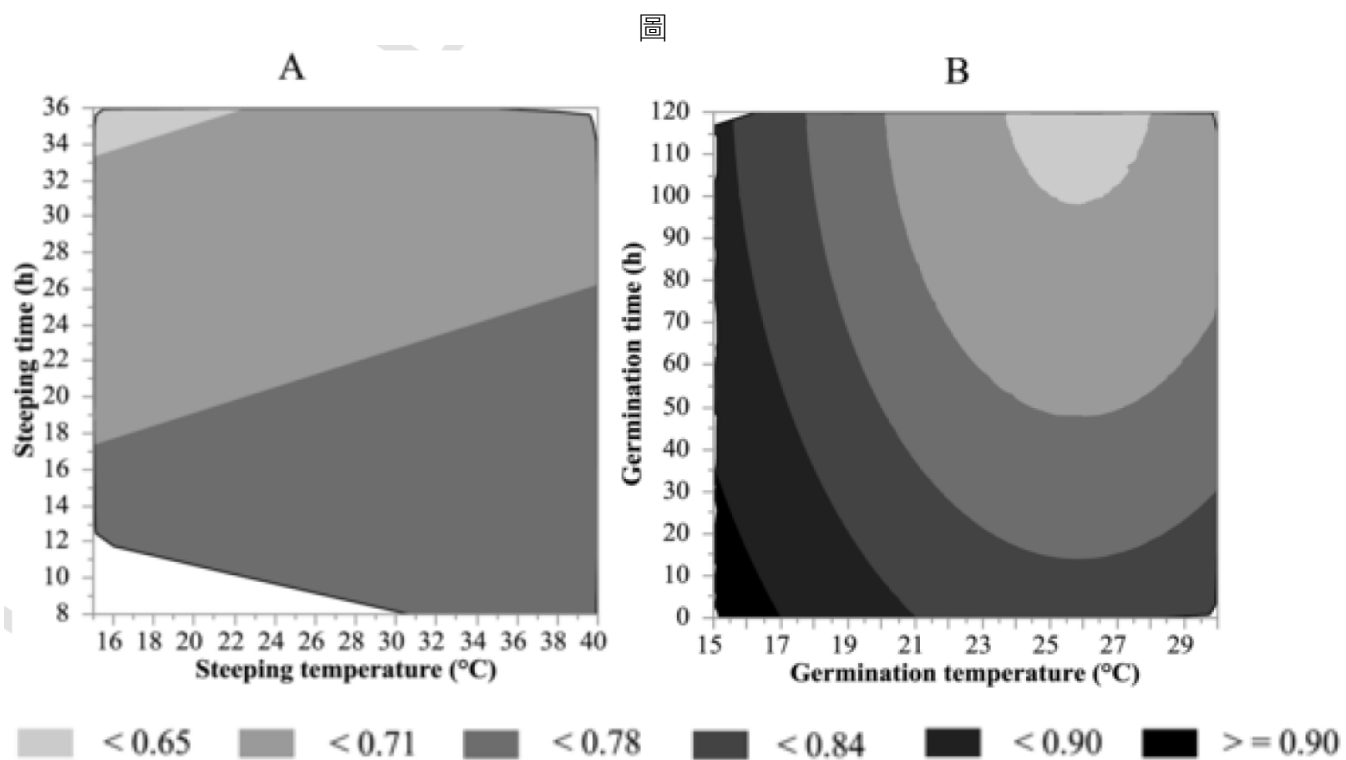 圖
A
B
36
34
32
30
28
26
24
22
20
18
16
14
12
10
8
Steeping time (h)
16 18 20 22 24 26 28 30 32 34 36 38 40
Steeping temperature (°C)
120
110
100
90
80
70
60
50
40
30
20
10
0
Germination time (h)
15 17 19 21 23 25 27 29
Germination temperature (°C)
< 0.65 < 0.71 < 0.78 < 0.84 < 0.90 > = 0.90